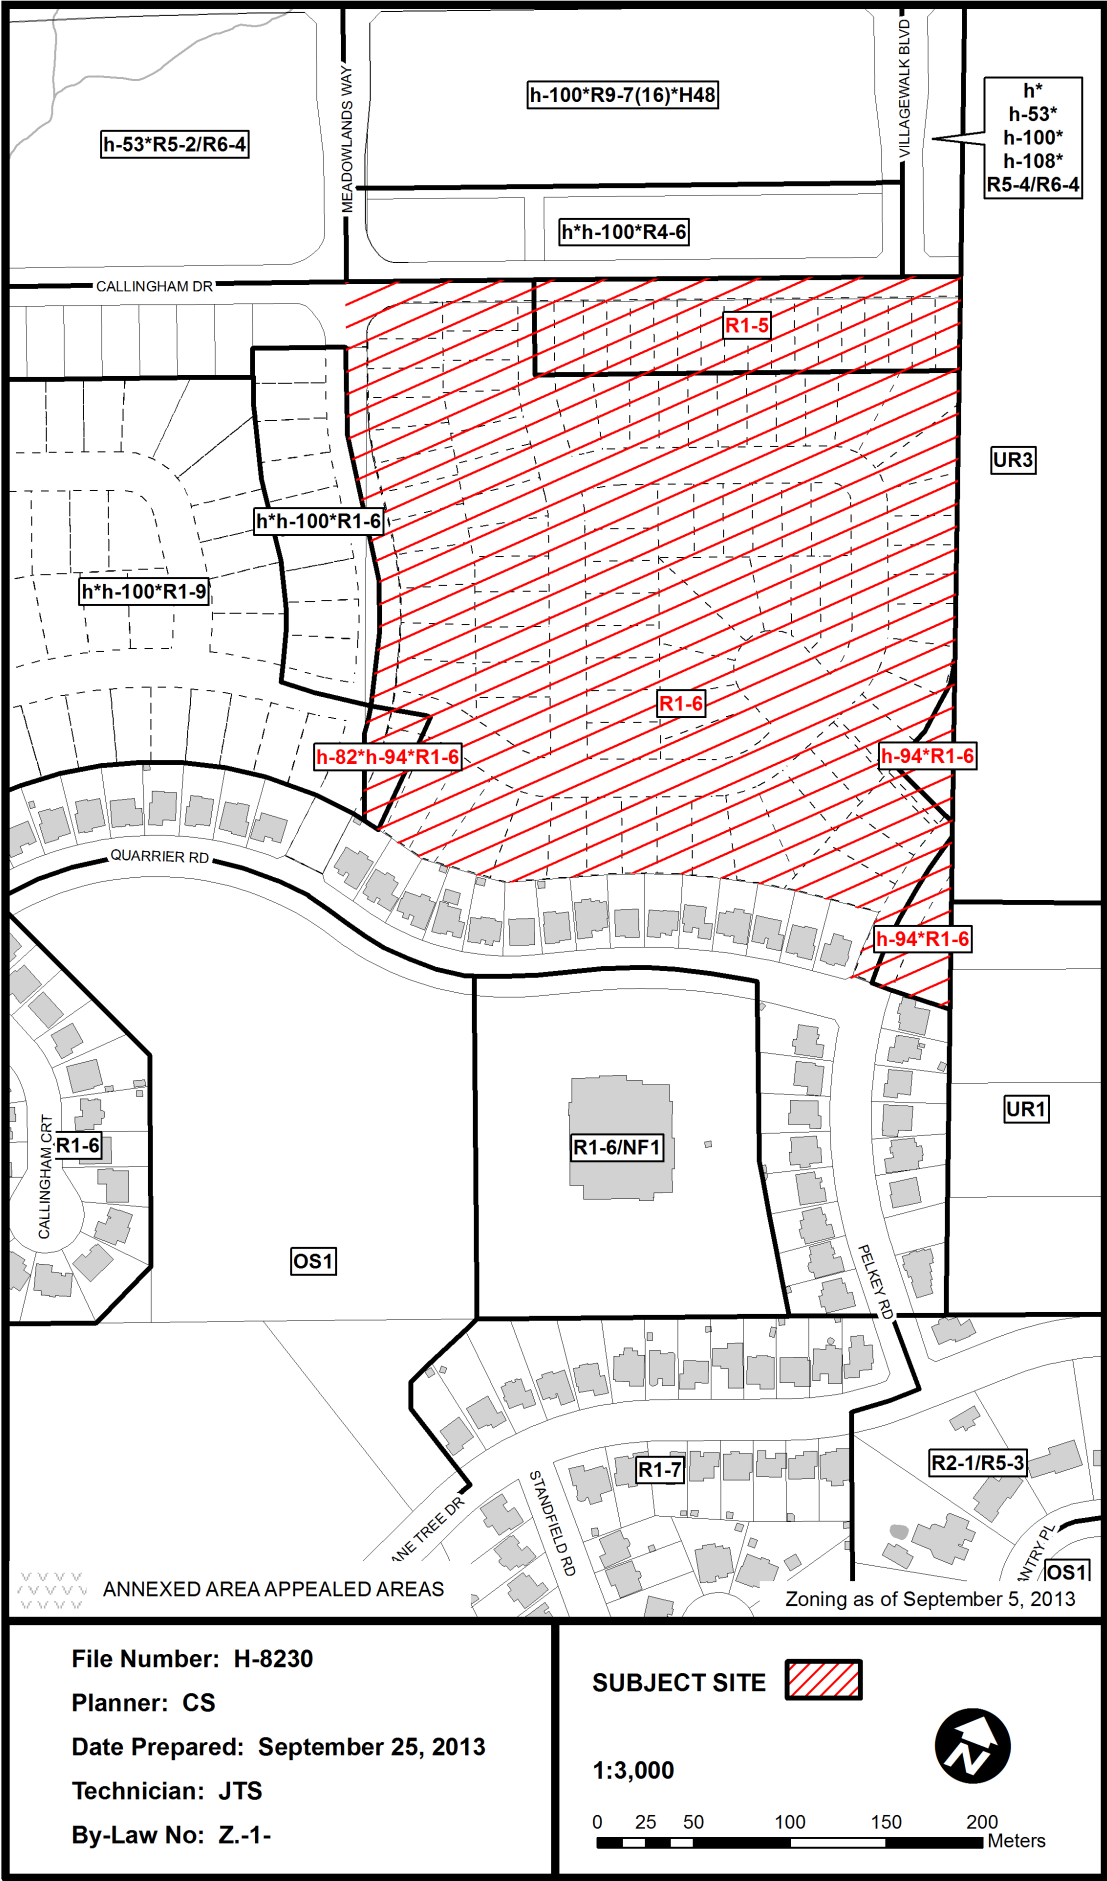 MEADOWLANDS WAY
VILLAGEWALK BLVD
h-100*R9-7(16)*H48
h*
h-53*
h-100*
h-108*
R5-4/R6-4
h-53*R5-2/R6-4
h*h-100*R4-6
CALLINGHAM DR
R1-5
UR3
h*h-100*R1-6
h*h-100*R1-9
R1-6
h-82*h-94*R1-6
h-94*R1-6
QUARRIER RD
h-94*R1-6
UR1
CALLINGHAM CRT
R1-6
R1-6/NF1
OS1
PELKEY RD
R1-7
R2-1/R5-3
STANDFIELD RD
ANE TREE DR
ANTRY PL
OS1
ANNEXED AREA APPEALED AREAS
Zoning as of September 5, 2013
File Number: H-8230
Planner: CS
Date Prepared: September 25, 2013
Technician: JTS
By-Law No: Z.-1-
SUBJECT SITE
N
1:3,000
0 25 50 100 150 200
Meters